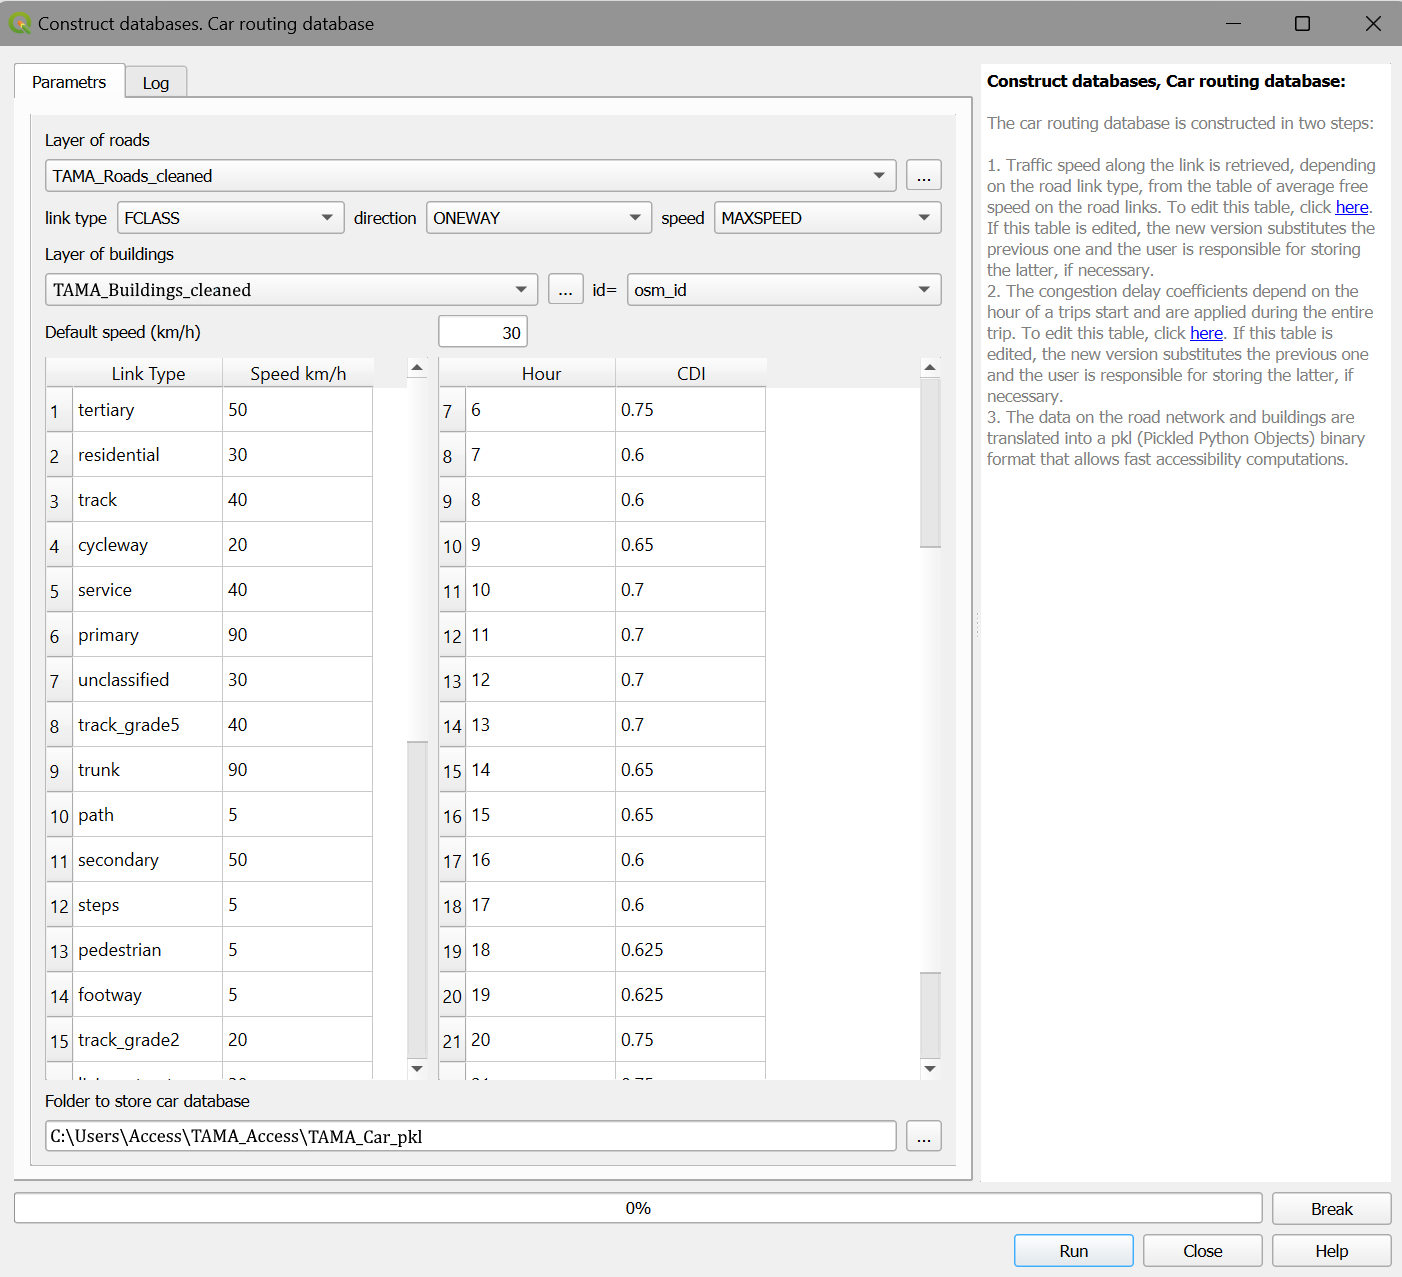 Construct databases. Car routing database
Parametrs
Log
Layer of roads
TAMA_Roads_cleaned
...
link type FCLASS direction ONEWAY speed MAXSPEED
Layer of buildings
TAMA_Buildings_cleaned ... id= osm_id
Default speed (km/h) 30
Link Type Speed km/h
1 tertiary 50
2 residential 30
3 track 40
4 cycleway 20
5 service 40
6 primary 90
7 unclassified 30
8 track_grade5 40
9 trunk 90
10 path 5
11 secondary 50
12 steps 5
13 pedestrian 5
14 footway 5
15 track_grade2 20
Hour CDI
7 6 0.75
8 7 0.6
9 8 0.6
10 9 0.65
11 10 0.7
12 11 0.7
13 12 0.7
14 13 0.7
15 14 0.65
16 15 0.65
17 16 0.6
18 17 0.6
19 18 0.625
20 19 0.625
21 20 0.75
Folder to store car database
C:\Users\Access\TAMA_Access\TAMA_Car_pkl
...
Construct databases, Car routing database:
The car routing database is constructed in two steps:
1. Traffic speed along the link is retrieved, depending
on the road link type, from the table of average free
speed on the road links. To edit this table, click here.
If this table is edited, the new version substitutes the
previous one and the user is responsible for storing
the latter, if necessary.
2. The congestion delay coefficients depend on the
hour of a trips start and are applied during the entire
trip. To edit this table, click here. If this table is
edited, the new version substitutes the previous one
and the user is responsible for storing the latter, if
necessary.
3. The data on the road network and buildings are
translated into a pkl (Pickled Python Objects) binary
format that allows fast accessibility computations.
0%
Break
Run
Close
Help